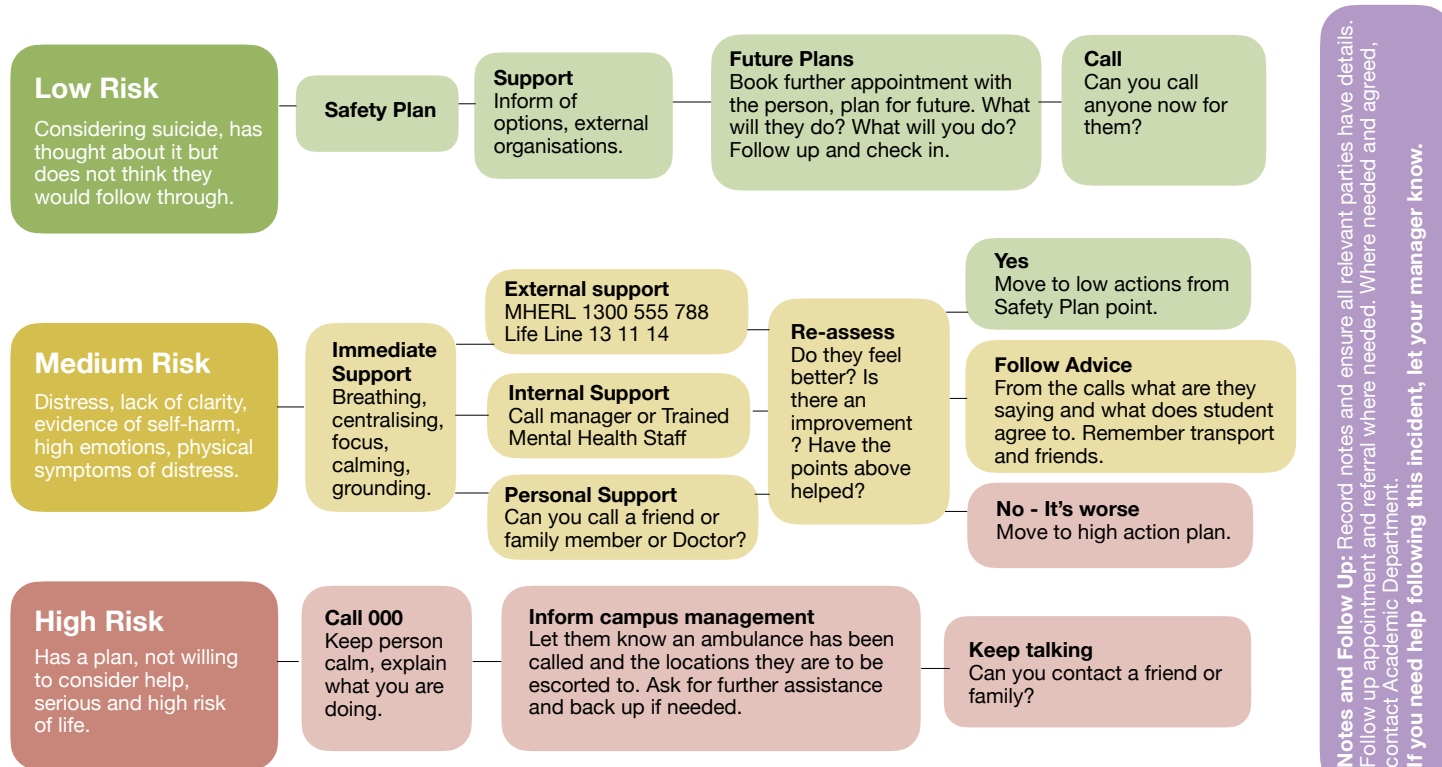 Low Risk
Considering suicide, has
thought about it but
does not think they
would follow through.
Safety Plan
Support
Inform of
options, external
organisations.
Future Plans
Book further appointment with
the person, plan for future. What
will they do? What will you do?
Follow up and check in.
Call
Can you call
anyone now for
them?
Medium Risk
Distress, lack of clarity,
evidence of self-harm,
high emotions, physical
symptoms of distress.
Immediate
Support
Breathing,
centralising,
focus,
calming,
grounding.
External support
MHERL 1300 555 788
Life Line 13 11 14
Internal Support
Call manager or Trained
Mental Health Staff
Personal Support
Can you call a friend or
family member or Doctor?
Re-assess
Do they feel
better? Is
there an
improvement
? Have the
points above
helped?
Yes
Move to low actions from
Safety Plan point.
Follow Advice
From the calls what are they
saying and what does student
agree to. Remember transport
and friends.
No - It's worse
Move to high action plan.
High Risk
Has a plan, not willing
to consider help,
serious and high risk
of life.
Call 000
Keep person
calm, explain
what you are
doing.
Inform campus management
Let them know an ambulance has been
called and the locations they are to be
escorted to. Ask for further assistance
and back up if needed.
Keep talking
Can you contact a friend or
family?
Notes and Follow Up: Record notes and ensure all relevant parties have details.
Follow up appointment and referral where needed. Where needed and agreed,
contact Academic Department.
If you need help following this incident, let your manager know.